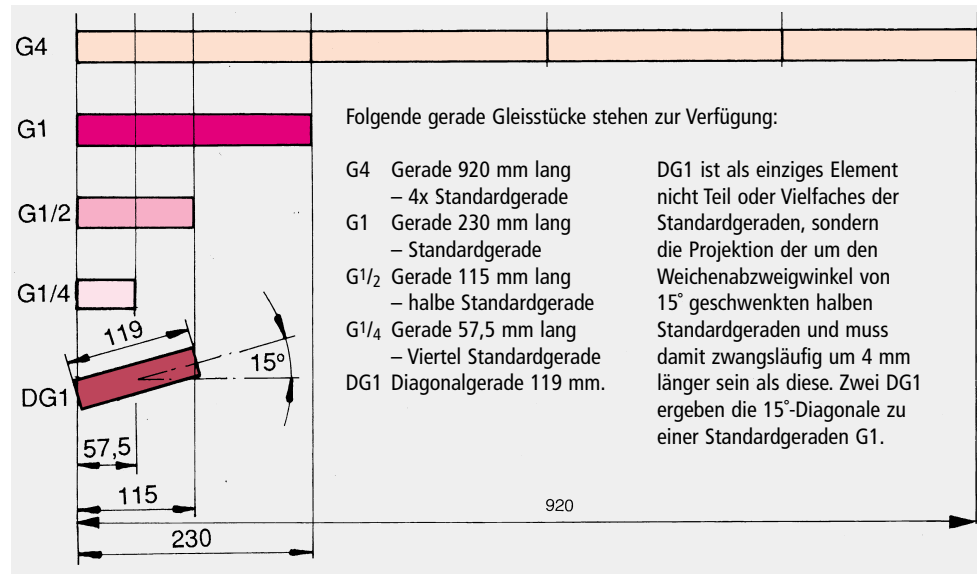 G4
G1
G1/2
G1/4
119
15°
DG1
57,5
115
920
230
Folgende gerade Gleisstücke stehen zur Verfügung:
G4 Gerade 920 mm lang
– 4x Standardgerade
G1 Gerade 230 mm lang
– Standardgerade
G1/2 Gerade 115 mm lang
– halbe Standardgerade
G1/4 Gerade 57,5 mm lang
– Viertel Standardgerade
DG1 Diagonalgerade 119 mm.
DG1 ist als einziges Element
nicht Teil oder Vielfaches der
Standardgeraden, sondern
die Projektion der um den
Weichenabzweigwinkel von
15° geschwenkten halben
Standardgeraden und muss
damit zwangsläufig um 4 mm
länger sein als diese. Zwei DG1
ergeben die 15°-Diagonale zu
einer Standardgeraden G1.